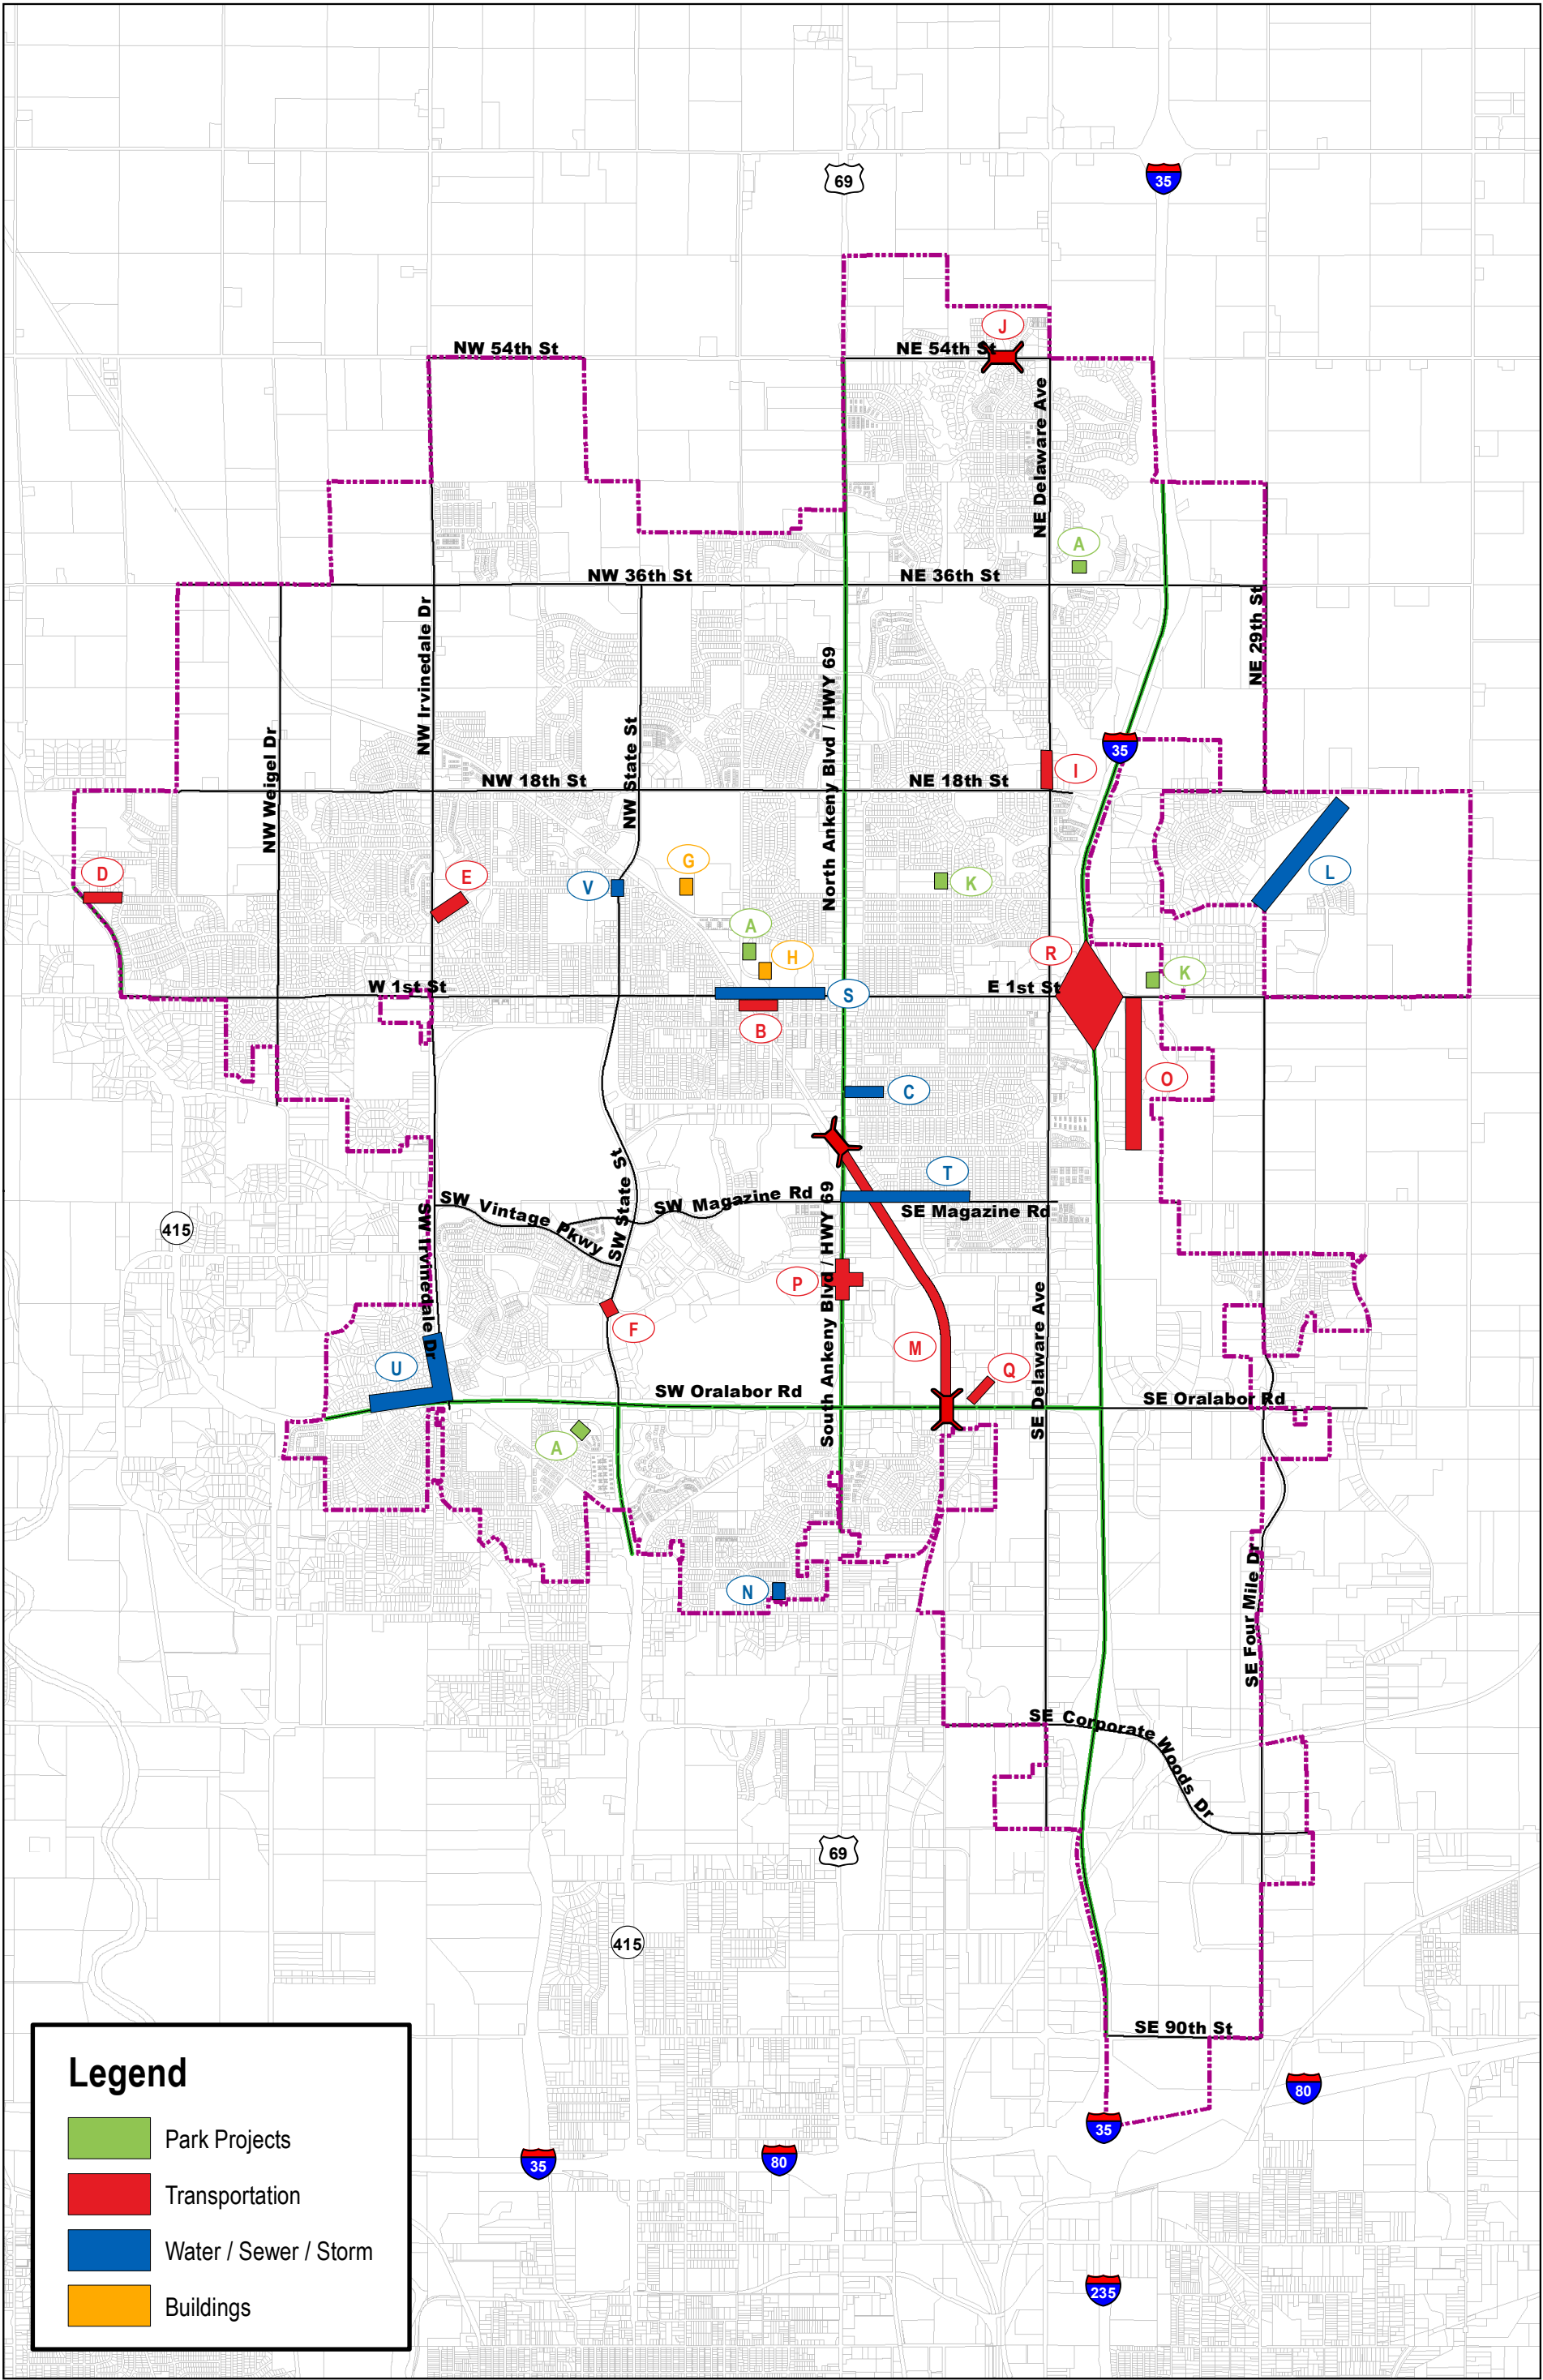 69
35
J
NW 54th St
NE 54th St
NE Delaware Ave
A
NW 36th St
NE 36th St
NE 29th St
NW Irvinedale Dr
North Ankeny Blvd / HWY 69
NW State St
NW Weigel Dr
35
I
NW 18th St
NE 18th St
D
E
V
G
K
L
A
H
R
K
W 1st St
S
E 1st St
B
O
C
T
SW State St
SW Magazine Rd
SE Magazine Rd
SW Vintage Pkwy
415
SW Irvinedale Dr
South Ankeny Blvd / HWY 69
P
F
M
SE Delaware Ave
U
Q
SW Oralabor Rd
SE Oralabor Rd
A
N
SE Four Mile Dr
SE Corporate Woods Dr
69
415
SE 90th St
80
35
35
80
235
Legend
Park Projects
Transportation
Water / Sewer / Storm
Buildings